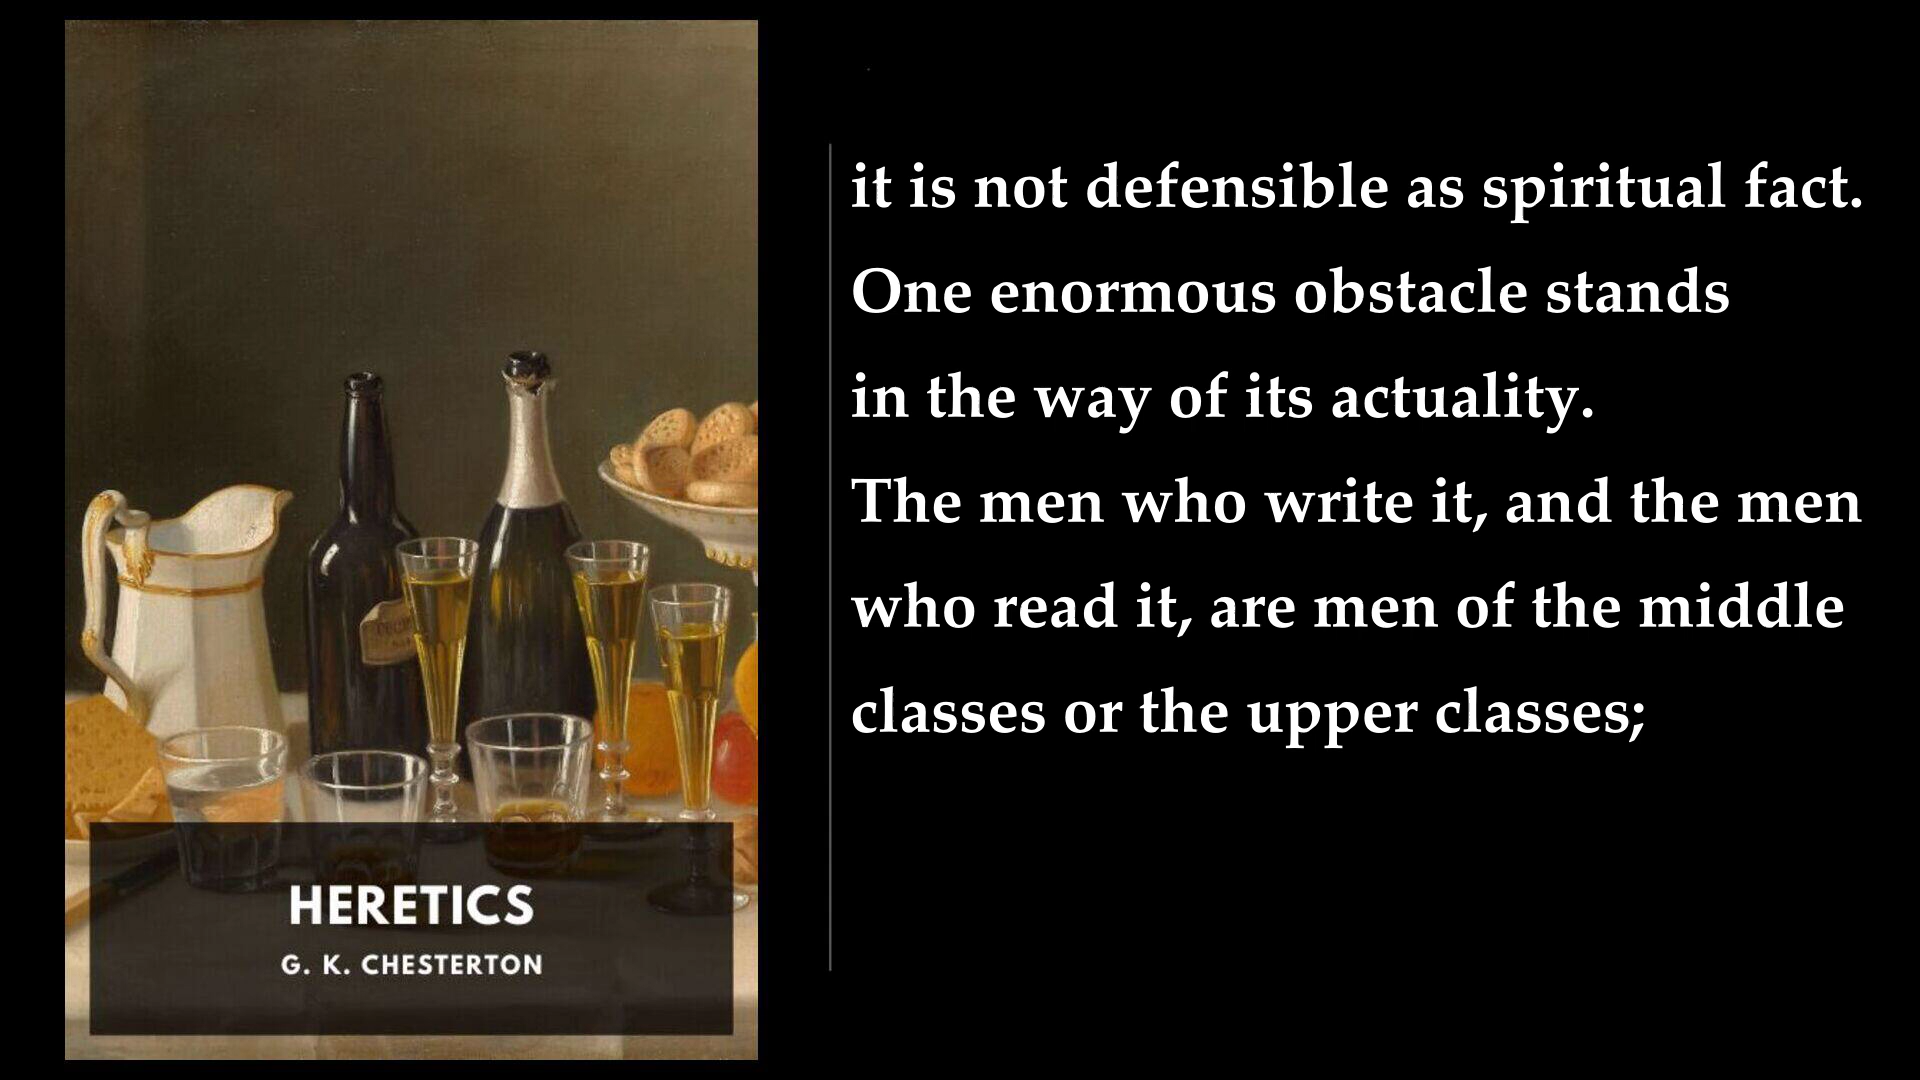 it is not defensible as spiritual fact.
One enormous obstacle stands
in the way of its actuality.
The men who write it, and the men
who read it, are men of the middle
classes or the upper classes;
HERETICS
G. K. CHESTERTON